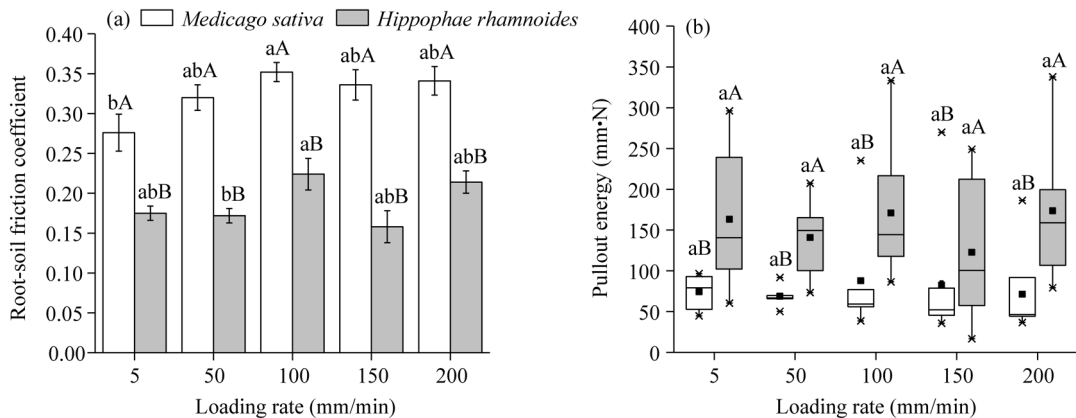 (a) Medicago sativa Hippophae rhamnoides
Root-soil friction coefficient
0.40
0.35
0.30
0.25
0.20
0.15
0.10
0.05
0.00
bA abB abA bB aA aB abA abB abA abB
5 50 100 150 200
Loading rate (mm/min)
(b)
Pullout energy (mm•N)
400
350
300
250
200
150
100
50
0
aB aA aB aA aB aA aB aA aB aA
5 50 100 150 200
Loading rate (mm/min)